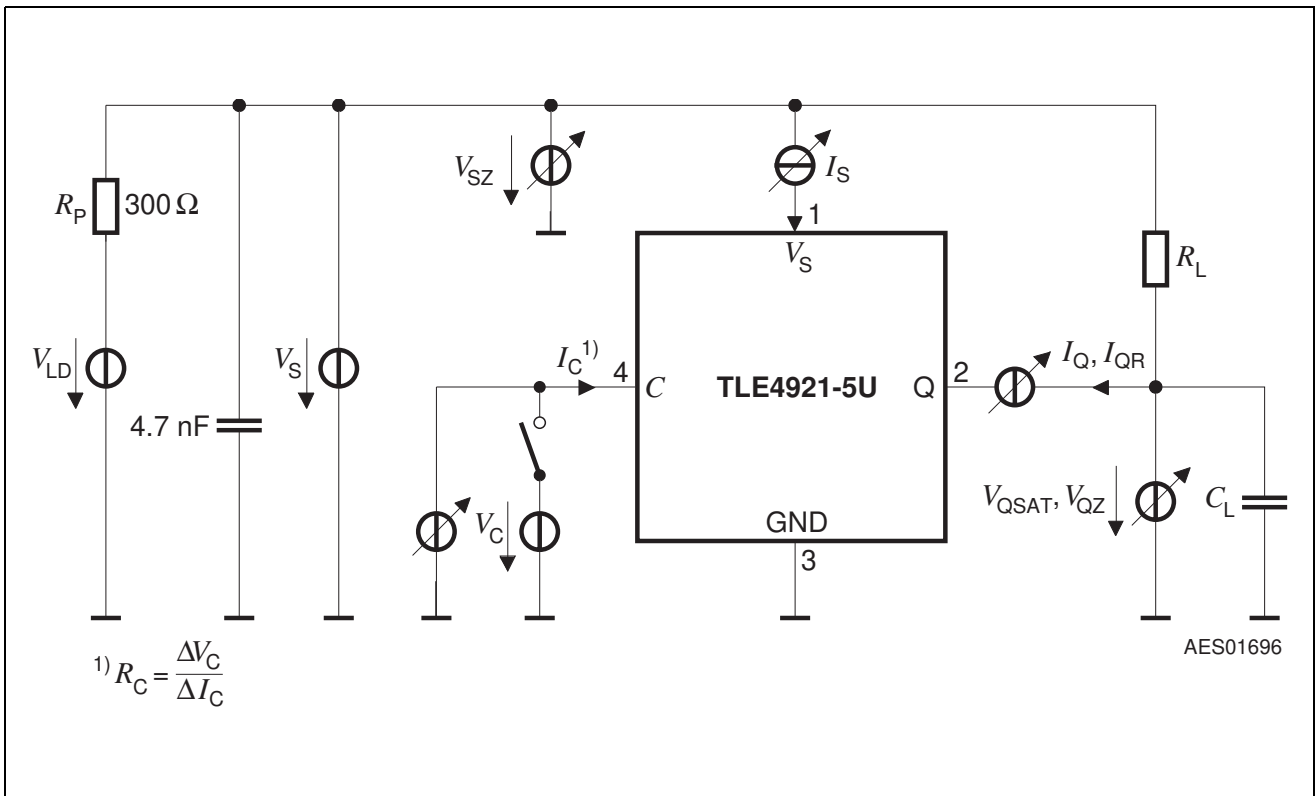 V_SZ
I_S
R_P 300 Ω
1
V_S
R_L
V_LD
V_S
I_C 1)
4
C
TLE4921-5U
Q
2
I_Q, I_QR
4.7 nF
V_C
GND
3
V_QSAT, V_QZ
C_L
AES01696
1) R_C = ΔV_C / ΔI_C